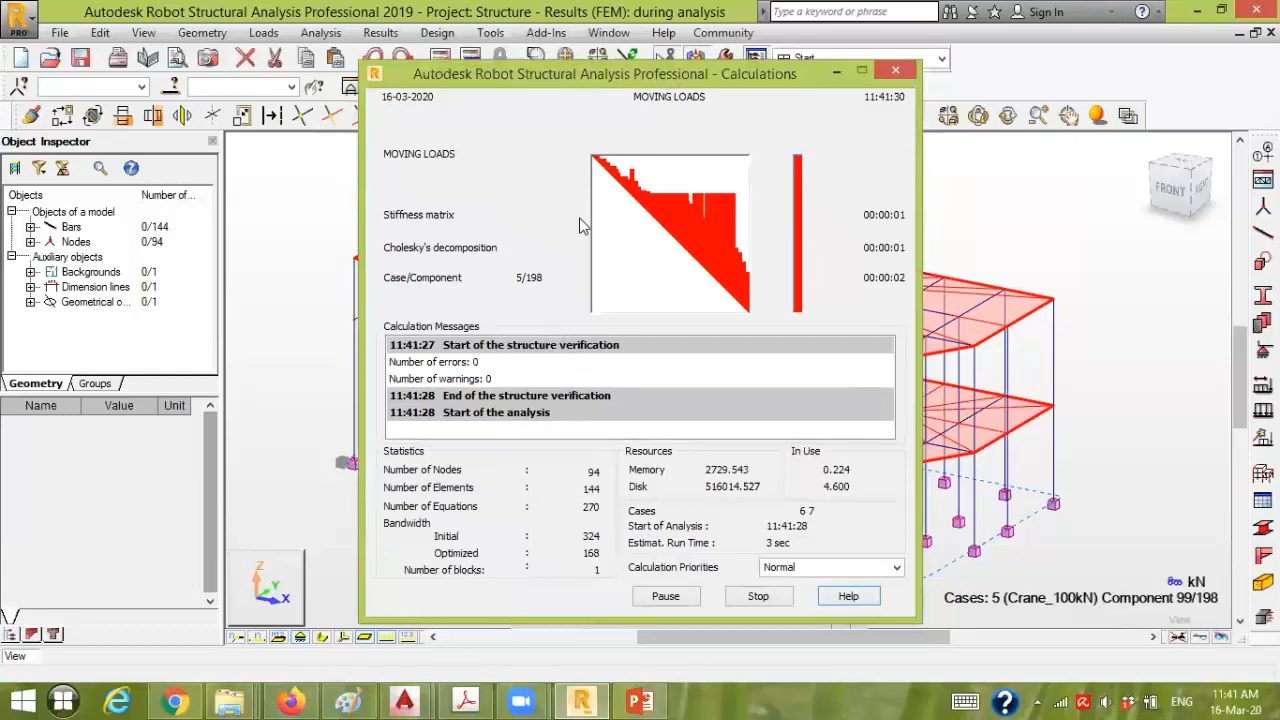 Autodesk Robot Structural Analysis Professional 2019 - Project: Structure - Results (FEM): during analysis
Type a keyword or phrase
Sign In
PRO
File Edit View Geometry Loads Analysis Results Design Tools Add-Ins Window Help Community
Start
Autodesk Robot Structural Analysis Professional - Calculations
16-03-2020 MOVING LOADS 11:41:30
MOVING LOADS
Stiffness matrix 00:00:01
Cholesky's decomposition 00:00:01
Case/Component 5/198 00:00:02
Calculation Messages
11:41:27 Start of the structure verification
Number of errors: 0
Number of warnings: 0
11:41:28 End of the structure verification
11:41:28 Start of the analysis
Statistics
Number of Nodes : 94
Number of Elements : 144
Number of Equations : 270
Bandwidth
Initial : 324
Optimized : 168
Number of blocks: : 1
Resources In Use
Memory 2729.543 0.224
Disk 516014.527 4.600
Cases 6 7
Start of Analysis : 11:41:28
Estimat. Run Time : 3 sec
Calculation Priorities Normal
Pause Stop Help
Object Inspector
Objects Number of...
Objects of a model
Bars 0/144
Nodes 0/94
Auxiliary objects
Backgrounds 0/1
Dimension lines 0/1
Geometrical o... 0/1
Geometry Groups
Name Value Unit
Z
Y
X
FRONT
RIGHT
kN
Cases: 5 (Crane_100kN) Component 99/198
View
View
ENG
11:41 AM
16-Mar-20